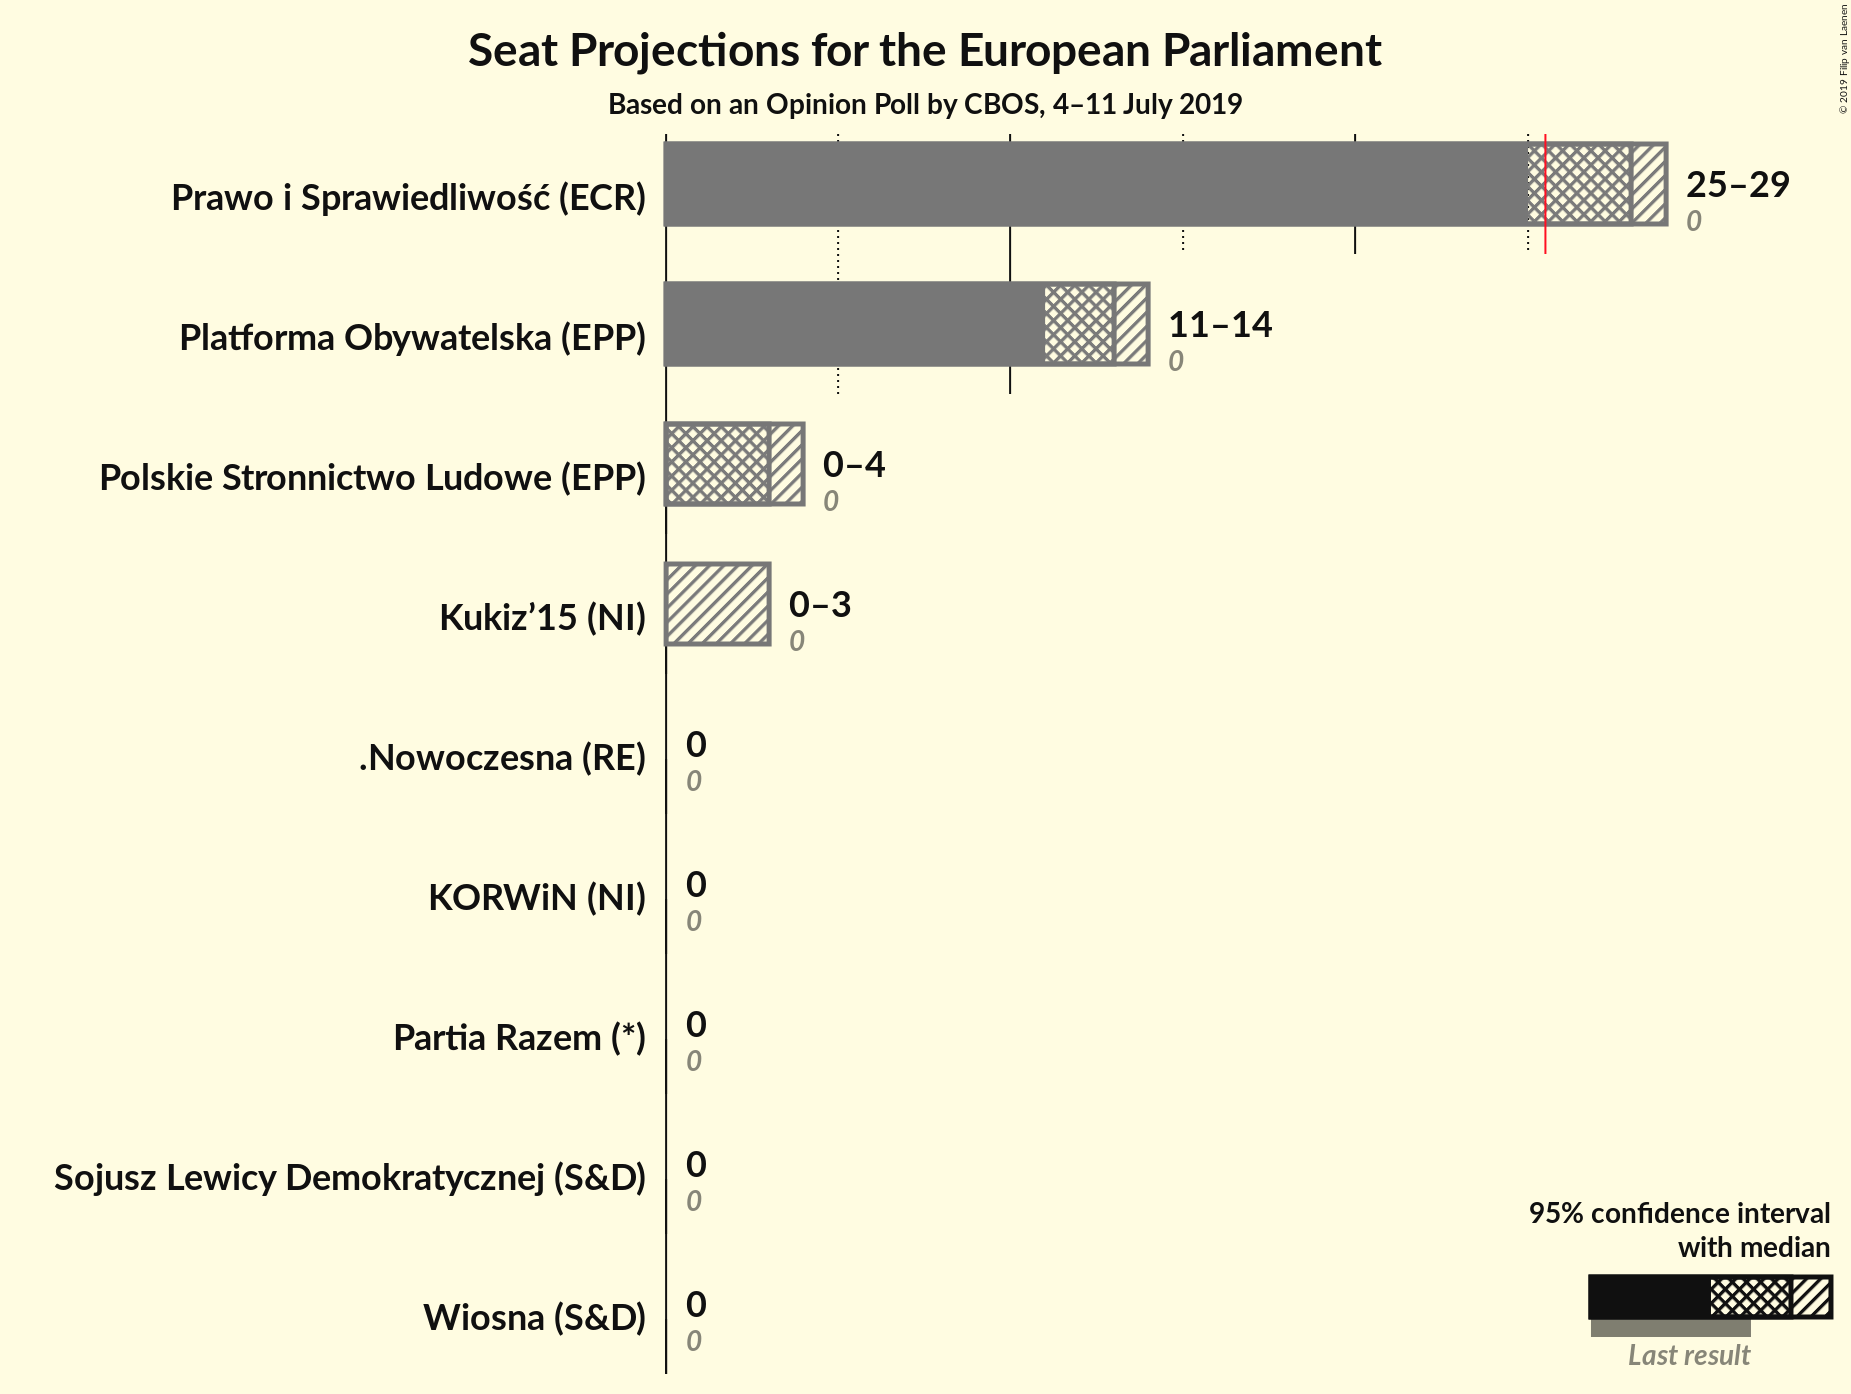 Seat Projections for the European Parliament
Based on an Opinion Poll by CBOS, 4–11 July 2019
© 2019 Filip van Laenen
Prawo i Sprawiedliwość (ECR)
25–29
0
Platforma Obywatelska (EPP)
11–14
0
Polskie Stronnictwo Ludowe (EPP)
0–4
0
Kukiz’15 (NI)
0–3
0
.Nowoczesna (RE)
0
0
KORWiN (NI)
0
0
Partia Razem (*)
0
0
Sojusz Lewicy Demokratycznej (S&D)
0
0
Wiosna (S&D)
0
0
95% confidence interval
with median
Last result